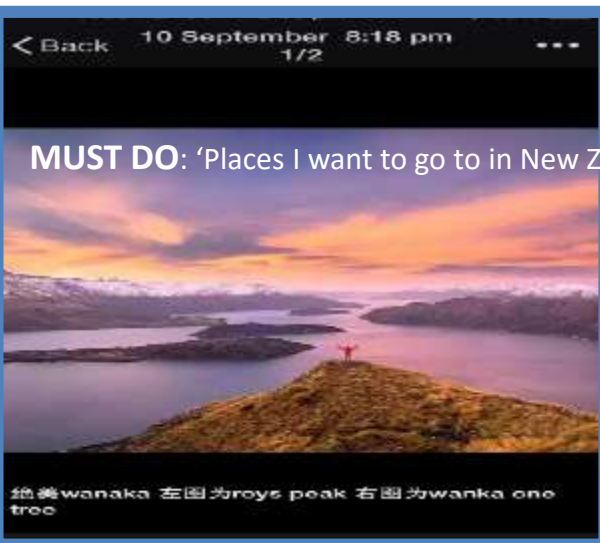 < Back
10 September 8:18 pm
1/2
MUST DO: ‘Places I want to go to in New Z
绝美wanaka 左图为roys peak 右图为wanka one
tree